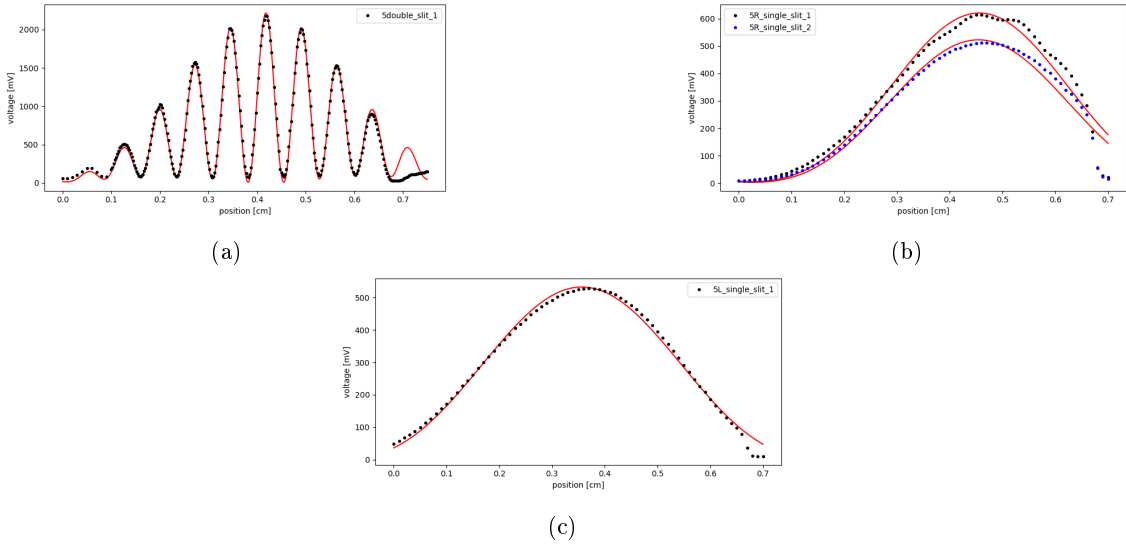 5double_slit_1
voltage [mV]
2000
1500
1000
500
0
0.0 0.1 0.2 0.3 0.4 0.5 0.6 0.7
position [cm]
(a)
5R_single_slit_1
5R_single_slit_2
voltage [mV]
600
500
400
300
200
100
0
0.0 0.1 0.2 0.3 0.4 0.5 0.6 0.7
position [cm]
(b)
5L_single_slit_1
voltage [mV]
500
400
300
200
100
0
0.0 0.1 0.2 0.3 0.4 0.5 0.6 0.7
position [cm]
(c)